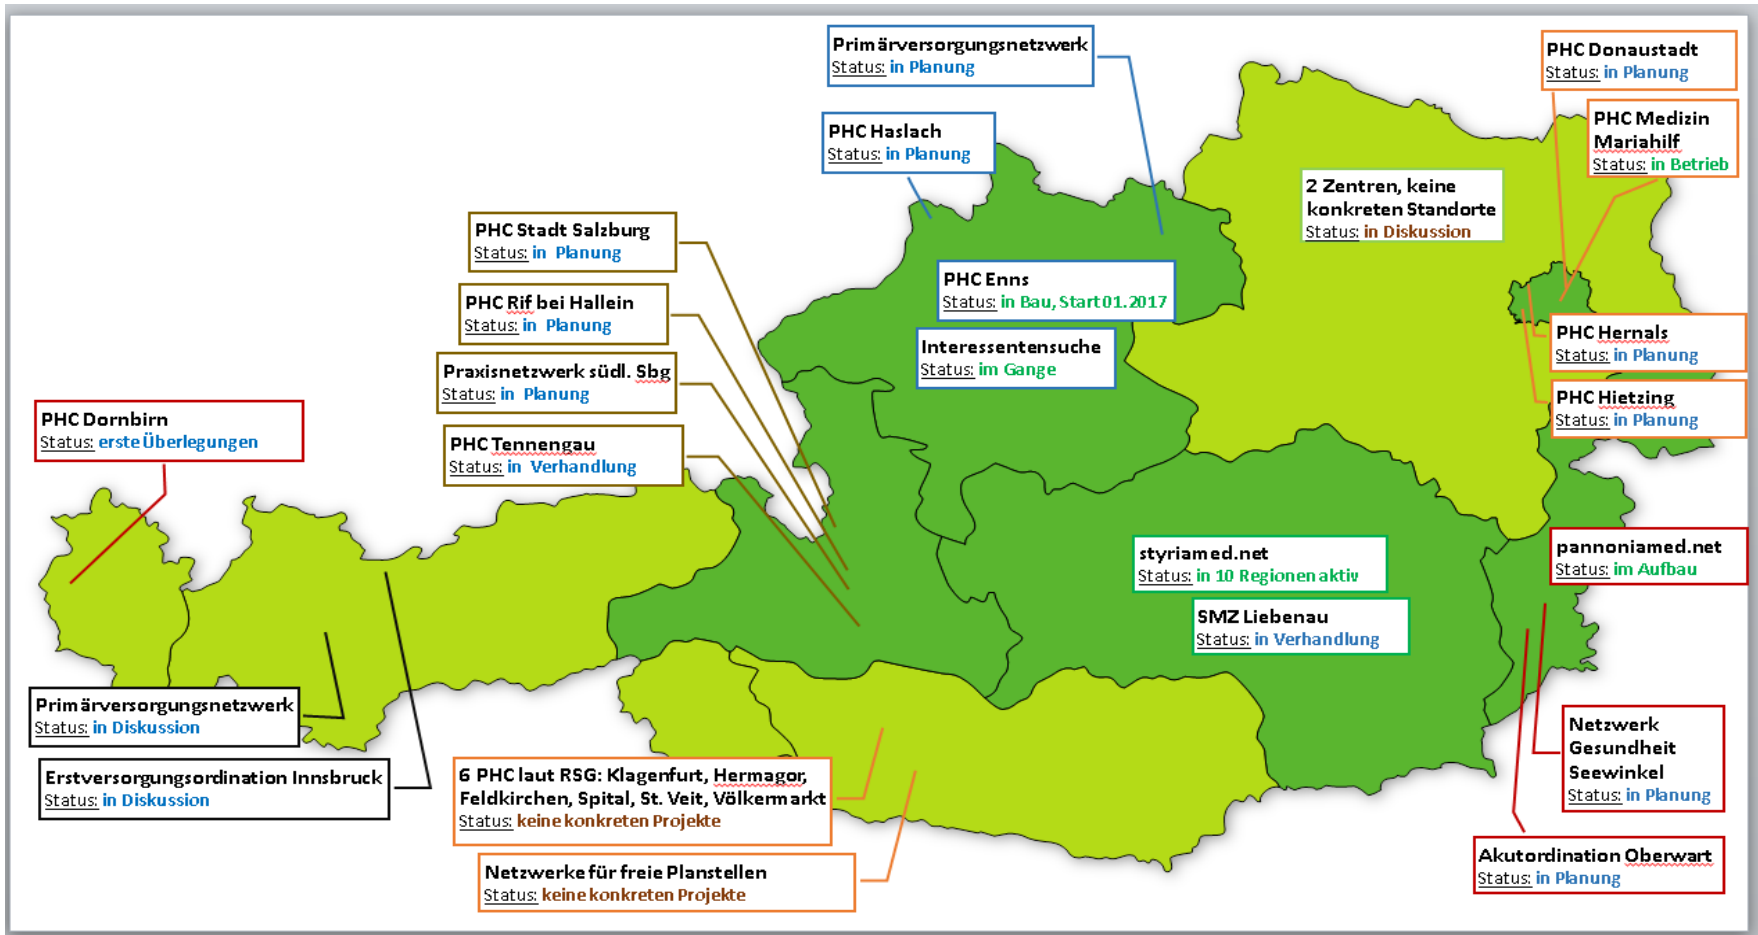 Primärversorgungsnetzwerk
Status: in Planung
PHC Haslach
Status: in Planung
PHC Donaustadt
Status: in Planung
PHC Medizin
Mariahilf
Status: in Betrieb
2 Zentren, keine
konkreten Standorte
Status: in Diskussion
PHC Stadt Salzburg
Status: in Planung
PHC Rif bei Hallein
Status: in Planung
Praxisnetzwerk südl. Sbg
Status: in Planung
PHC Tennengau
Status: in Verhandlung
PHC Enns
Status: in Bau, Start 01.2017
Interessentensuche
Status: im Gange
PHC Hernals
Status: in Planung
PHC Hietzing
Status: in Planung
PHC Dornbirn
Status: erste Überlegungen
styriamed.net
Status: in 10 Regionen aktiv
SMZ Liebenau
Status: in Verhandlung
pannoniamed.net
Status: im Aufbau
Primärversorgungsnetzwerk
Status: in Diskussion
Erstversorgungsordination Innsbruck
Status: in Diskussion
6 PHC laut RSG: Klagenfurt, Hermagor,
Feldkirchen, Spital, St. Veit, Völkermarkt
Status: keine konkreten Projekte
Netzwerke für freie Planstellen
Status: keine konkreten Projekte
Netzwerk
Gesundheit
Seewinkel
Status: in Planung
Akutordination Oberwart
Status: in Planung